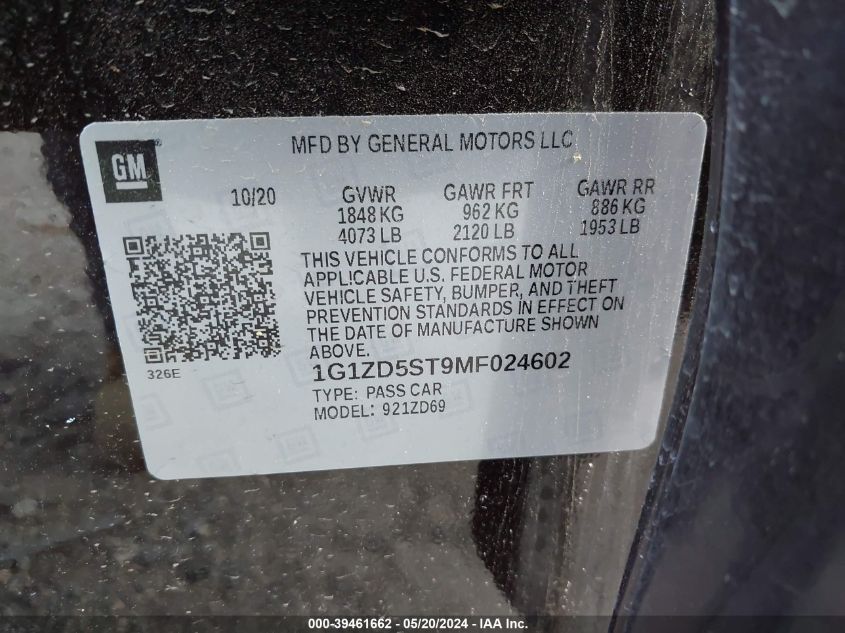 GM
MFD BY GENERAL MOTORS LLC
10/20
GVWR
1848 KG
4073 LB
GAWR FRT
962 KG
2120 LB
GAWR RR
886 KG
1953 LB
THIS VEHICLE CONFORMS TO ALL
APPLICABLE U.S. FEDERAL MOTOR
VEHICLE SAFETY, BUMPER, AND THEFT
PREVENTION STANDARDS IN EFFECT ON
THE DATE OF MANUFACTURE SHOWN
ABOVE.
326E
1G1ZD5ST9MF024602
TYPE: PASS CAR
MODEL: 921ZD69
000-39461662 - 05/20/2024 - IAA Inc.